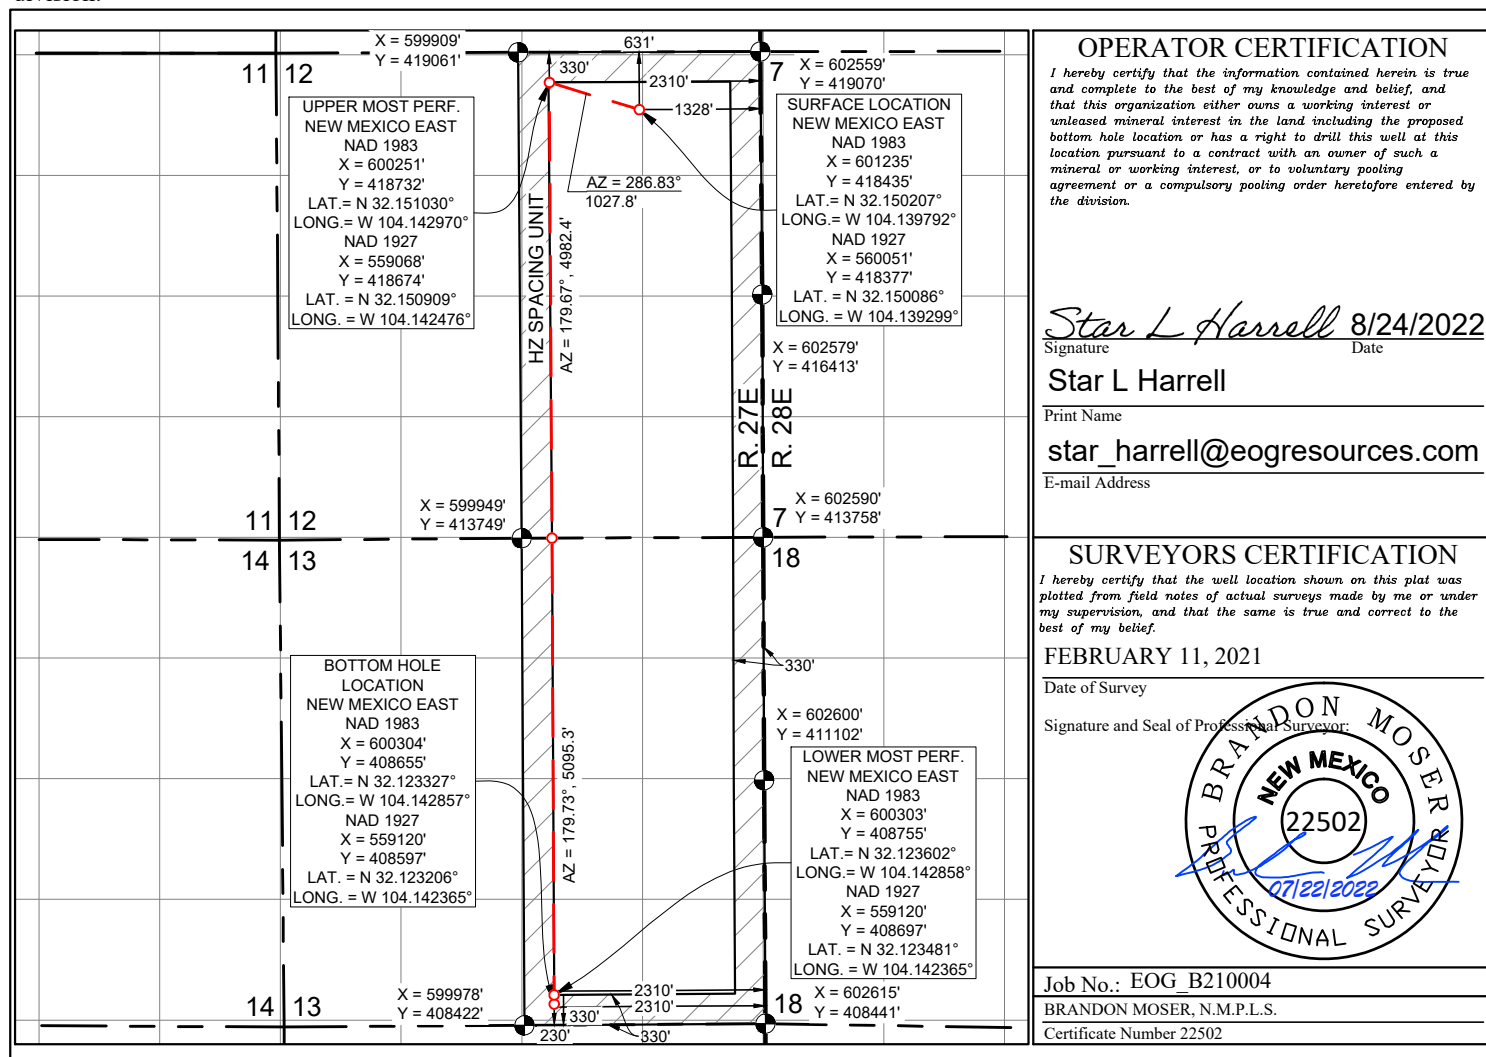 X = 599909'
Y = 419061'
631'
11 12
330'
2310'
1328'
7
X = 602559'
Y = 419070'
UPPER MOST PERF.
NEW MEXICO EAST
NAD 1983
X = 600251'
Y = 418732'
LAT.= N 32.151030°
LONG.= W 104.142970°
NAD 1927
X = 559068'
Y = 418674'
LAT. = N 32.150909°
LONG. = W 104.142476°
AZ = 286.83°
1027.8'
SURFACE LOCATION
NEW MEXICO EAST
NAD 1983
X = 601235'
Y = 418435'
LAT.= N 32.150207°
LONG.= W 104.139792°
NAD 1927
X = 560051'
Y = 418377'
LAT. = N 32.150086°
LONG. = W 104.139299°
HZ SPACING UNIT
AZ = 179.67°, 4982.4'
X = 602579'
Y = 416413'
R. 27E
R. 28E
X = 599949'
Y = 413749'
X = 602590'
Y = 413758'
11 12
14 13
7
18
330'
BOTTOM HOLE
LOCATION
NEW MEXICO EAST
NAD 1983
X = 600304'
Y = 408655'
LAT.= N 32.123327°
LONG.= W 104.142857°
NAD 1927
X = 559120'
Y = 408597'
LAT. = N 32.123206°
LONG. = W 104.142365°
AZ = 179.73°, 5095.3'
X = 602600'
Y = 411102'
LOWER MOST PERF.
NEW MEXICO EAST
NAD 1983
X = 600303'
Y = 408755'
LAT.= N 32.123602°
LONG.= W 104.142858°
NAD 1927
X = 559120'
Y = 408697'
LAT. = N 32.123481°
LONG. = W 104.142365°
14 13
X = 599978'
Y = 408422'
2310'
2310'
330'
230'
330'
18
X = 602615'
Y = 408441'
OPERATOR CERTIFICATION
I hereby certify that the information contained herein is true
and complete to the best of my knowledge and belief, and
that this organization either owns a working interest or
unleased mineral interest in the land including the proposed
bottom hole location or has a right to drill this well at this
location pursuant to a contract with an owner of such a
mineral or working interest, or to voluntary pooling
agreement or a compulsory pooling order heretofore entered by
the division.
Star L Harrell 8/24/2022
Signature Date
Star L Harrell
Print Name
star_harrell@eogresources.com
E-mail Address
SURVEYORS CERTIFICATION
I hereby certify that the well location shown on this plat was
plotted from field notes of actual surveys made by me or under
my supervision, and that the same is true and correct to the
best of my belief.
FEBRUARY 11, 2021
Date of Survey
Signature and Seal of Professional Surveyor:
BRANDON MOSER
NEW MEXICO
22502
07/22/2022
PROFESSIONAL SURVEYOR
Job No.: EOG_B210004
BRANDON MOSER, N.M.P.L.S.
Certificate Number 22502